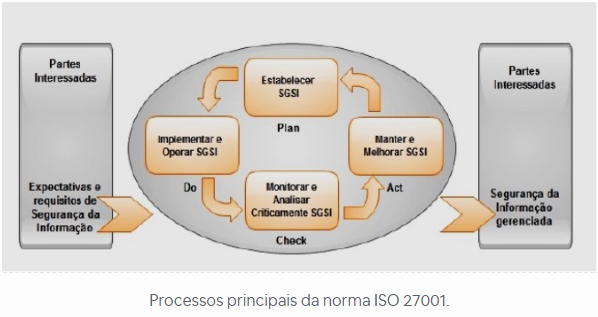 Partes
Interessadas
Expectativas e
requisitos de
Segurança da
Informação
Estabelecer
SGSI
Plan
Implementar e
Operar SGSI
Do
Monitorar e
Analisar
Criticamente SGSI
Check
Manter e
Melhorar SGSI
Act
Partes
Interessadas
Segurança da
Informação
gerenciada
Processos principais da norma ISO 27001.